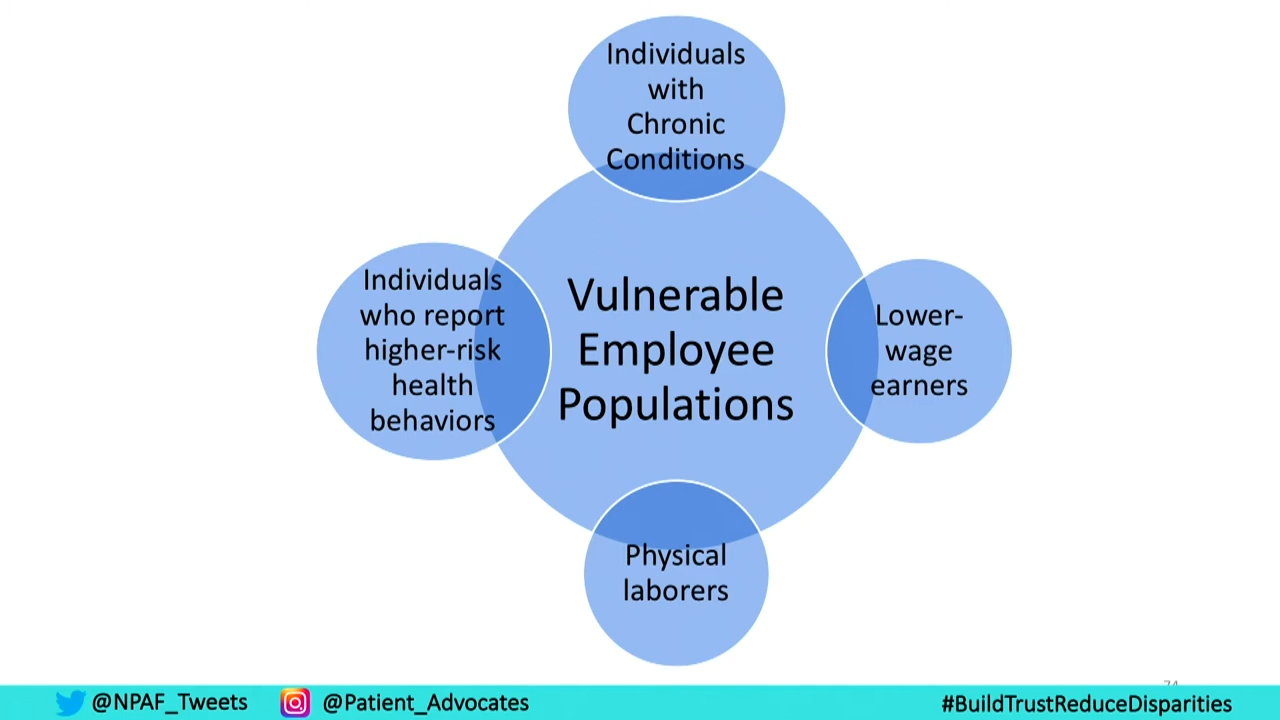 Individuals
with
Chronic
Conditions
Individuals
who report
higher-risk
health
behaviors
Vulnerable
Employee
Populations
Lower-
wage
earners
Physical
laborers
@NPAF_Tweets
@Patient_Advocates
#BuildTrustReduceDisparities